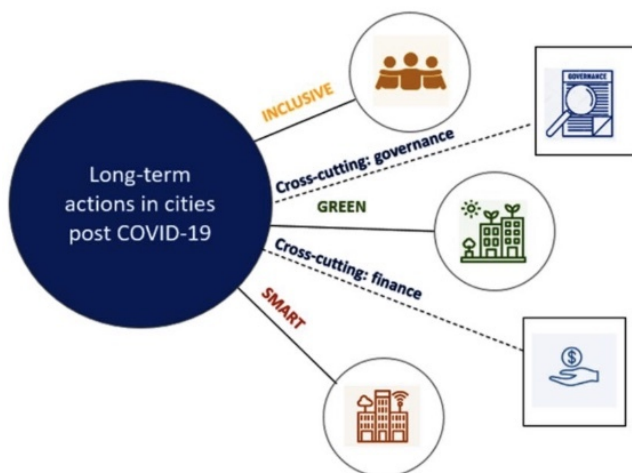 INCLUSIVE
GOVERNANCE
Cross-cutting: governance
Long-term
actions in cities
post COVID-19
GREEN
Cross-cutting: finance
$
SMART